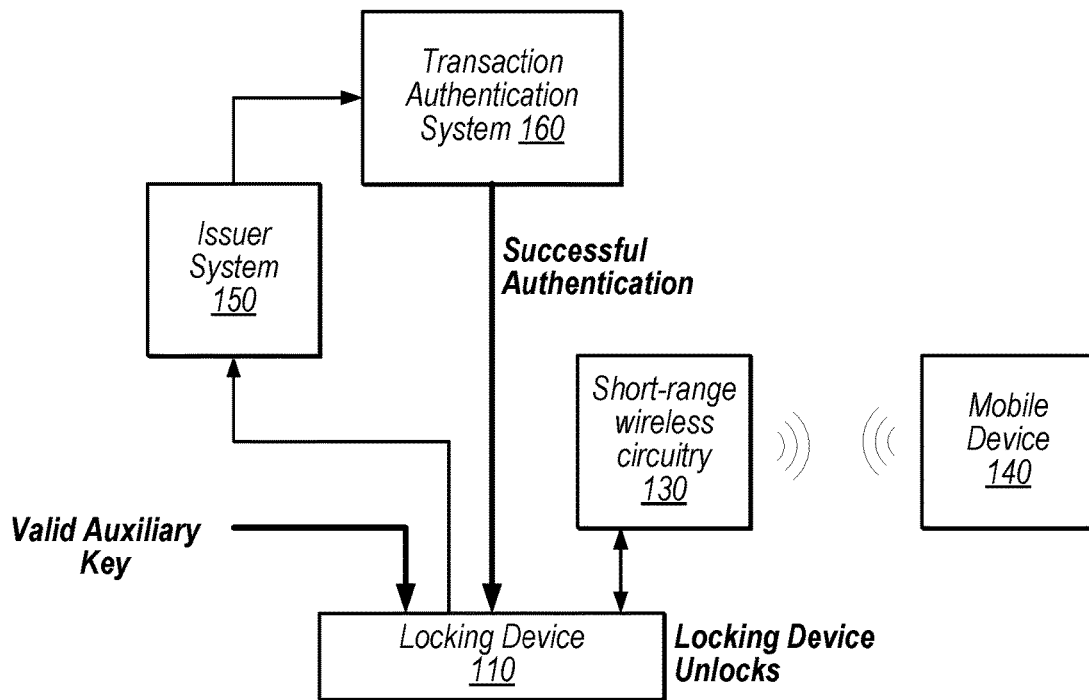 Transaction
Authentication
System 160
Issuer
System
150
Successful
Authentication
Short-range
wireless
circuitry
130
Mobile
Device
140
Valid Auxiliary
Key
Locking Device
110
Locking Device
Unlocks